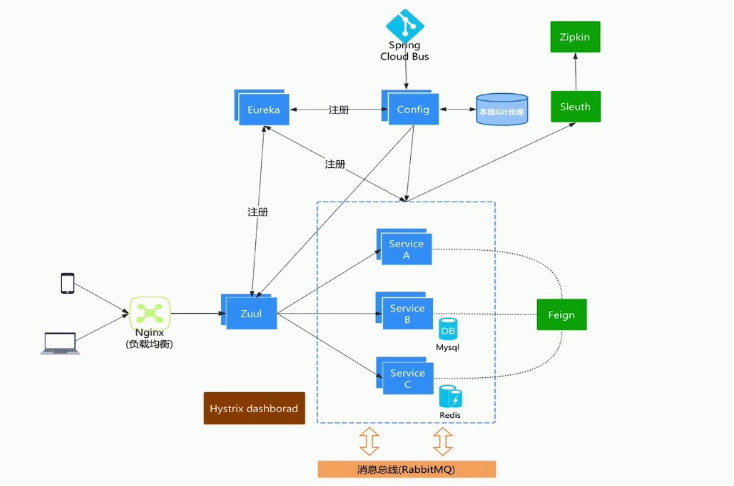 Spring
Cloud Bus
Zipkin
Eureka
注册
Config
本地Git仓库
Sleuth
注册
注册
Service
A
Nginx
(负载均衡)
Zuul
Service
B
DB
Mysql
Feign
Service
C
Redis
Hystrix dashborad
消息总线(RabbitMQ)